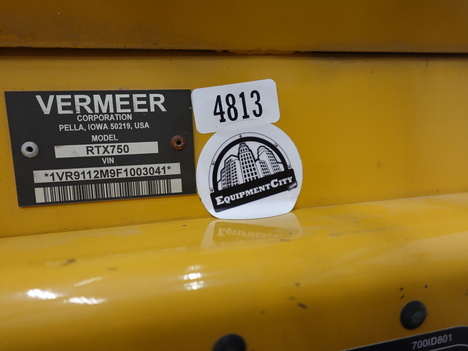 VERMEER
CORPORATION
PELLA, IOWA 50219, USA
MODEL
RTX750
VIN
*1VR9112M9F1003041*
4813
EQUIPMENTCITY
700ID801